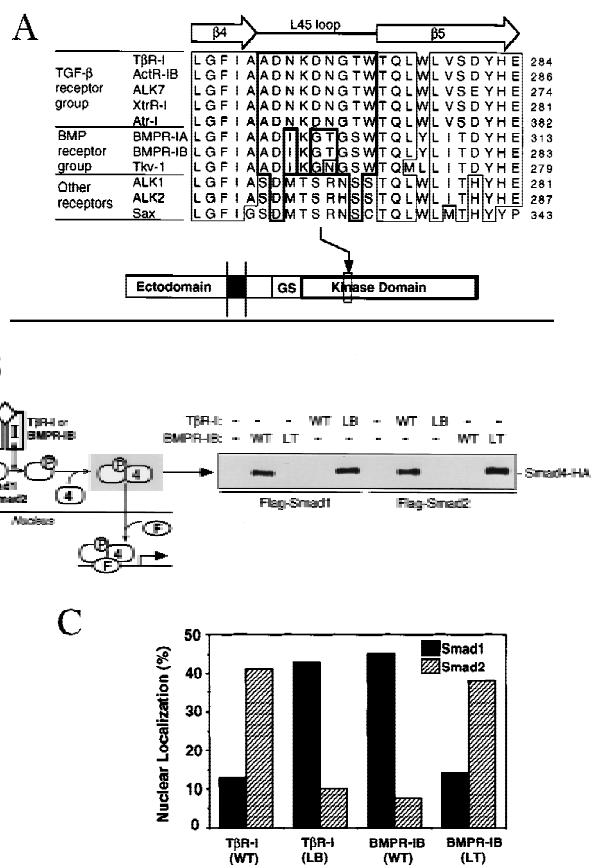 A
β4 L45 loop β5
TGF-β receptor group
TβR-I L G F I A A D N K D N G T W T Q L W L V S D Y H E 284
ActR-IB L G F I A A D N K D N G T W T Q L W L V S D Y H E 286
ALK7 L G F I A A D N K D N G T W T Q L W L V S E Y H E 274
XtrR-I L G F I A A D N K D N G T W T Q L W L V S E Y H E 281
Atr-I L G F I A A D N K D N G T W T Q L W L V S D Y H E 382
BMP receptor group
BMPR-IA L G F I A A D I K G T G S W T Q L Y L I T D Y H E 313
BMPR-IB L G F I A A D I K G T G S W T Q L Y L I T D Y H E 283
Tkv-1 L G F I A A D I K G N G S W T Q M L L I T D Y H E 279
Other receptors
ALK1 L G F I A S D M T S R N S S T Q L W L I T H Y H E 281
ALK2 L G F I A S D M T S R H S S T Q L W L I T H Y H E 287
Sax L G F I G S D M T S R N S C T Q L W L M T H Y Y P 343
Ectodomain GS Kinase Domain
I TβR-I or
BMPR-IB
P
4
P 4
Nucleus
F
P 4
F
TβR-I: - - - WT LB - WT LB - -
BMPR-IB: - WT LT - - - - - WT LT
Smad4-HA
Flag-Smad1 Flag-Smad2
C
Nuclear Localization (%)
50
40
30
20
10
0
Smad1
Smad2
TβR-I (WT)
TβR-I (LB)
BMPR-IB (WT)
BMPR-IB (LT)